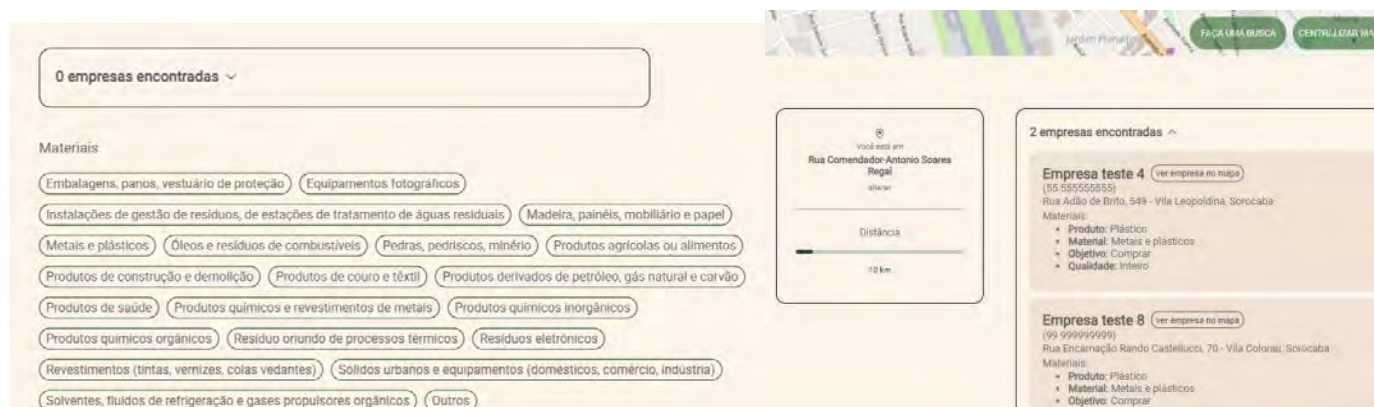 0 empresas encontradas
Materiais
Embalagens, panos, vestuário de proteção Equipamentos fotográficos
Instalações de gestão de resíduos, de estações de tratamento de águas residuais Madeira, painéis, mobiliário e papel
Metais e plásticos Óleos e resíduos de combustíveis Pedras, pedriscos, minério Produtos agrícolas ou alimentos
Produtos de construção e demolição Produtos de couro e têxtil Produtos derivados de petróleo, gás natural e carvão
Produtos de saúde Produtos químicos e revestimentos de metais Produtos químicos inorgânicos
Produtos químicos orgânicos Resíduo oriundo de processos térmicos Resíduos eletrônicos
Revestimentos (tintas, vernizes, colas vedantes) Sólidos urbanos e equipamentos (domésticos, comércio, indústria)
Solventes, fluidos de refrigeração e gases propulsores orgânicos Outros
FAÇA UMA BUSCA CENTRALIZAR MA
Você está em
Rua Comendador Antonio Soares
Regal
alterar
Distância
10 km
2 empresas encontradas
Empresa teste 4 ver empresa no mapa
(55 555555555)
Rua Adão de Brito, 549 - Vila Leopoldina, Sorocaba
Materiais:
• Produto: Plástico
• Material: Metais e plásticos
• Objetivo: Comprar
• Qualidade: Inteiro
Empresa teste 8 ver empresa no mapa
(99 999999999)
Rua Encarnação Rando Castellucci, 70 - Vila Colorau, Sorocaba
Materiais:
• Produto: Plástico
• Material: Metais e plásticos
• Objetivo: Comprar